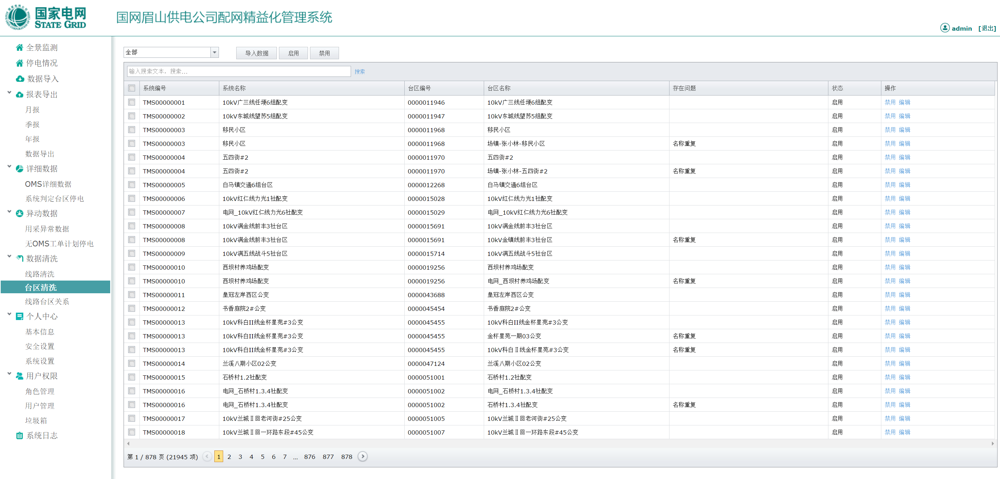 国家电网
STATE GRID
国网眉山供电公司配网精益化管理系统
admin [退出]
全景监测
停电情况
数据导入
报表导出
月报
季报
年报
数据导出
详细数据
OMS详细数据
系统判定台区停电
异动数据
用采异常数据
无OMS工单计划停电
数据清洗
线路清洗
台区清洗
线路台区关系
个人中心
基本信息
安全设置
系统设置
用户权限
角色管理
用户管理
垃圾箱
系统日志
全部 导入数据 启用 禁用
输入搜索文本，搜索... 搜索
系统编号 系统名称 台区编号 台区名称 存在问题 状态 操作
TMS00000001 10kV广三线任埂6组配变 0000011946 10kV广三线任埂6组配变 启用 禁用 编辑
TMS00000002 10kV东城线望苏5组配变 0000011947 10kV东城线望苏5组配变 启用 禁用 编辑
TMS00000003 移民小区 0000011968 移民小区 启用 禁用 编辑
TMS00000003 移民小区 0000011968 场镇-张小林-移民小区 名称重复 启用 禁用 编辑
TMS00000004 五四街#2 0000011970 五四街#2 启用 禁用 编辑
TMS00000004 五四街#2 0000011970 场镇-张小林-五四街#2 名称重复 启用 禁用 编辑
TMS00000005 白马镇交通6组台区 0000012268 白马镇交通6组台区 启用 禁用 编辑
TMS00000006 10kV红仁线力光1社配变 0000015028 10kV红仁线力光1社配变 启用 禁用 编辑
TMS00000007 电网_10kV红仁线力光6社配变 0000015029 电网_10kV红仁线力光6社配变 启用 禁用 编辑
TMS00000008 10kV满金线前丰3社台区 0000015691 10kV满金线前丰3社台区 启用 禁用 编辑
TMS00000008 10kV满金线前丰3社台区 0000015691 10kV金镇线前丰3社台区 名称重复 启用 禁用 编辑
TMS00000009 10kV满五线战斗5社台区 0000015714 10kV满五线战斗5社台区 启用 禁用 编辑
TMS00000010 西坝村养鸡场配变 0000019256 西坝村养鸡场配变 启用 禁用 编辑
TMS00000010 西坝村养鸡场配变 0000019256 电网_西坝村养鸡场配变 名称重复 启用 禁用 编辑
TMS00000011 皇冠左岸西区公变 0000043688 皇冠左岸西区公变 启用 禁用 编辑
TMS00000012 书香庭院2#公变 0000045454 书香庭院2#公变 启用 禁用 编辑
TMS00000013 10kV科白II线金杯星苑#3公变 0000045455 10kV科白II线金杯星苑#3公变 启用 禁用 编辑
TMS00000013 10kV科白II线金杯星苑#3公变 0000045455 金杯星苑一期03公变 名称重复 启用 禁用 编辑
TMS00000013 10kV科白II线金杯星苑#3公变 0000045455 10kV科白Ⅱ线金杯星苑#3公变 名称重复 启用 禁用 编辑
TMS00000014 兰溪八期小区02公变 0000047124 兰溪八期小区02公变 启用 禁用 编辑
TMS00000015 石桥村1.2社配变 0000051001 石桥村1.2社配变 启用 禁用 编辑
TMS00000016 电网_石桥村1.3.4社配变 0000051002 电网_石桥村1.3.4社配变 启用 禁用 编辑
TMS00000016 电网_石桥村1.3.4社配变 0000051002 石桥村1.3.4社配变 名称重复 启用 禁用 编辑
TMS00000017 10kV兰城Ⅱ回老河街#25公变 0000051005 10kV兰城Ⅱ回老河街#25公变 启用 禁用 编辑
TMS00000018 10kV兰城Ⅱ回一环路东段#45公变 0000051007 10kV兰城Ⅱ回一环路东段#45公变 启用 禁用 编辑
第 1 / 878 页 (21945 项) 1 2 3 4 5 6 7 ... 876 877 878